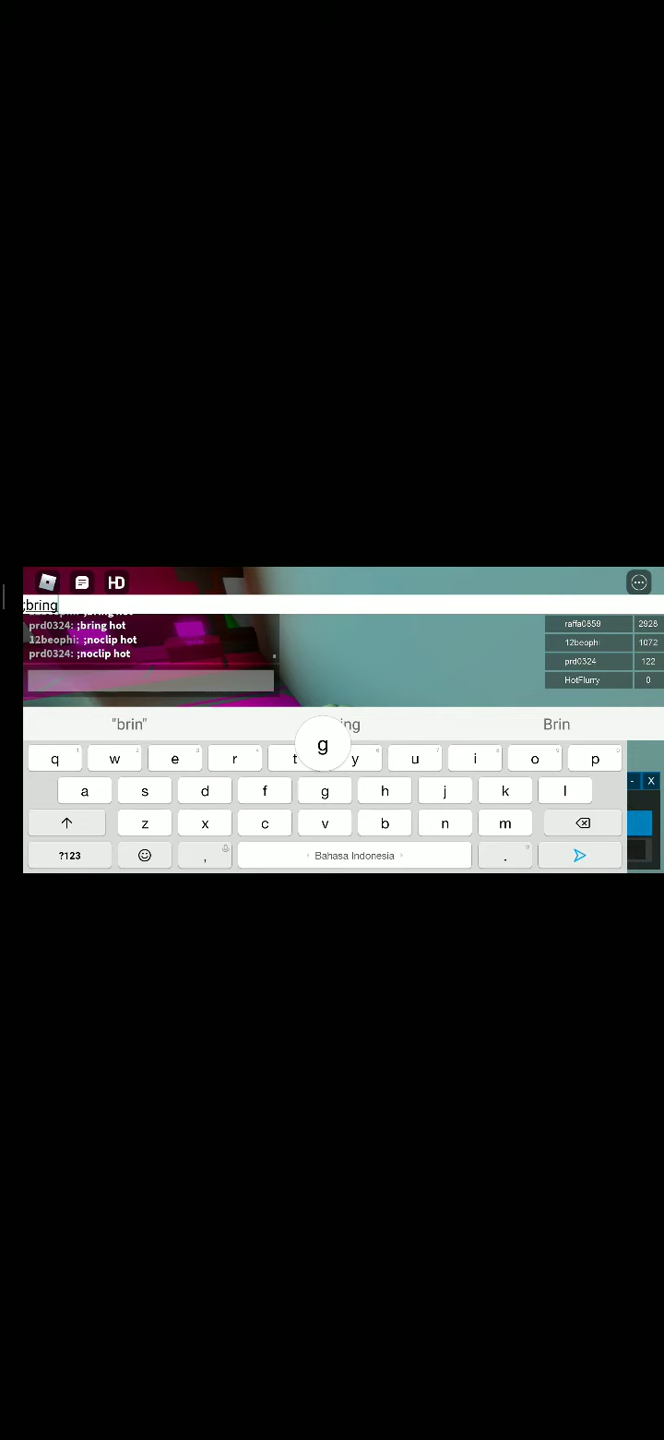 HD
;bring
prd0324: ;bring hot
12beophi: ;noclip hot
prd0324: ;noclip hot
raffa0859 2928
12beophi 1072
prd0324 122
HotFlurry 0
"brin" Brin
g
q w e r t y u i o p
a s d f g h j k l
z x c v b n m
?123 , Bahasa Indonesia .
- X